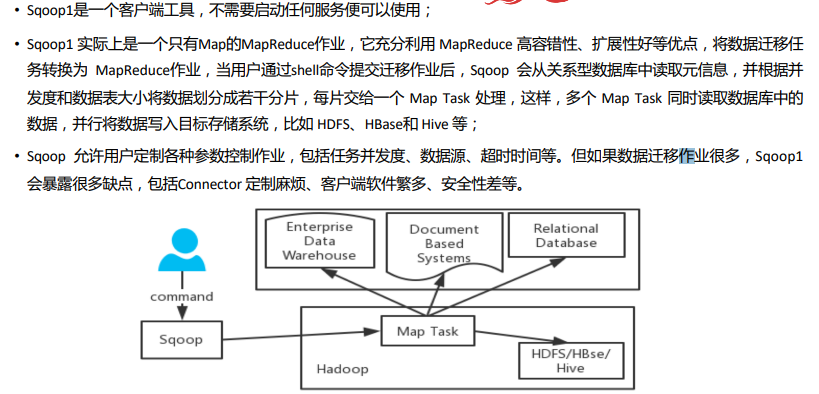 • Sqoop1是一个客户端工具，不需要启动任何服务便可以使用；
• Sqoop1 实际上是一个只有Map的MapReduce作业，它充分利用 MapReduce 高容错性、扩展性好等优点，将数据迁移任
务转换为 MapReduce作业，当用户通过shell命令提交迁移作业后，Sqoop 会从关系型数据库中读取元信息，并根据并
发度和数据表大小将数据划分成若干分片，每片交给一个 Map Task 处理，这样，多个 Map Task 同时读取数据库中的
数据，并行将数据写入目标存储系统，比如 HDFS、HBase和 Hive 等；
• Sqoop 允许用户定制各种参数控制作业，包括任务并发度、数据源、超时时间等。但如果数据迁移作业很多，Sqoop1
会暴露很多缺点，包括Connector 定制麻烦、客户端软件繁多、安全性差等。
Enterprise
Data
Warehouse
Document
Based
Systems
Relational
Database
command
Sqoop
Map Task
HDFS/HBse/
Hive
Hadoop